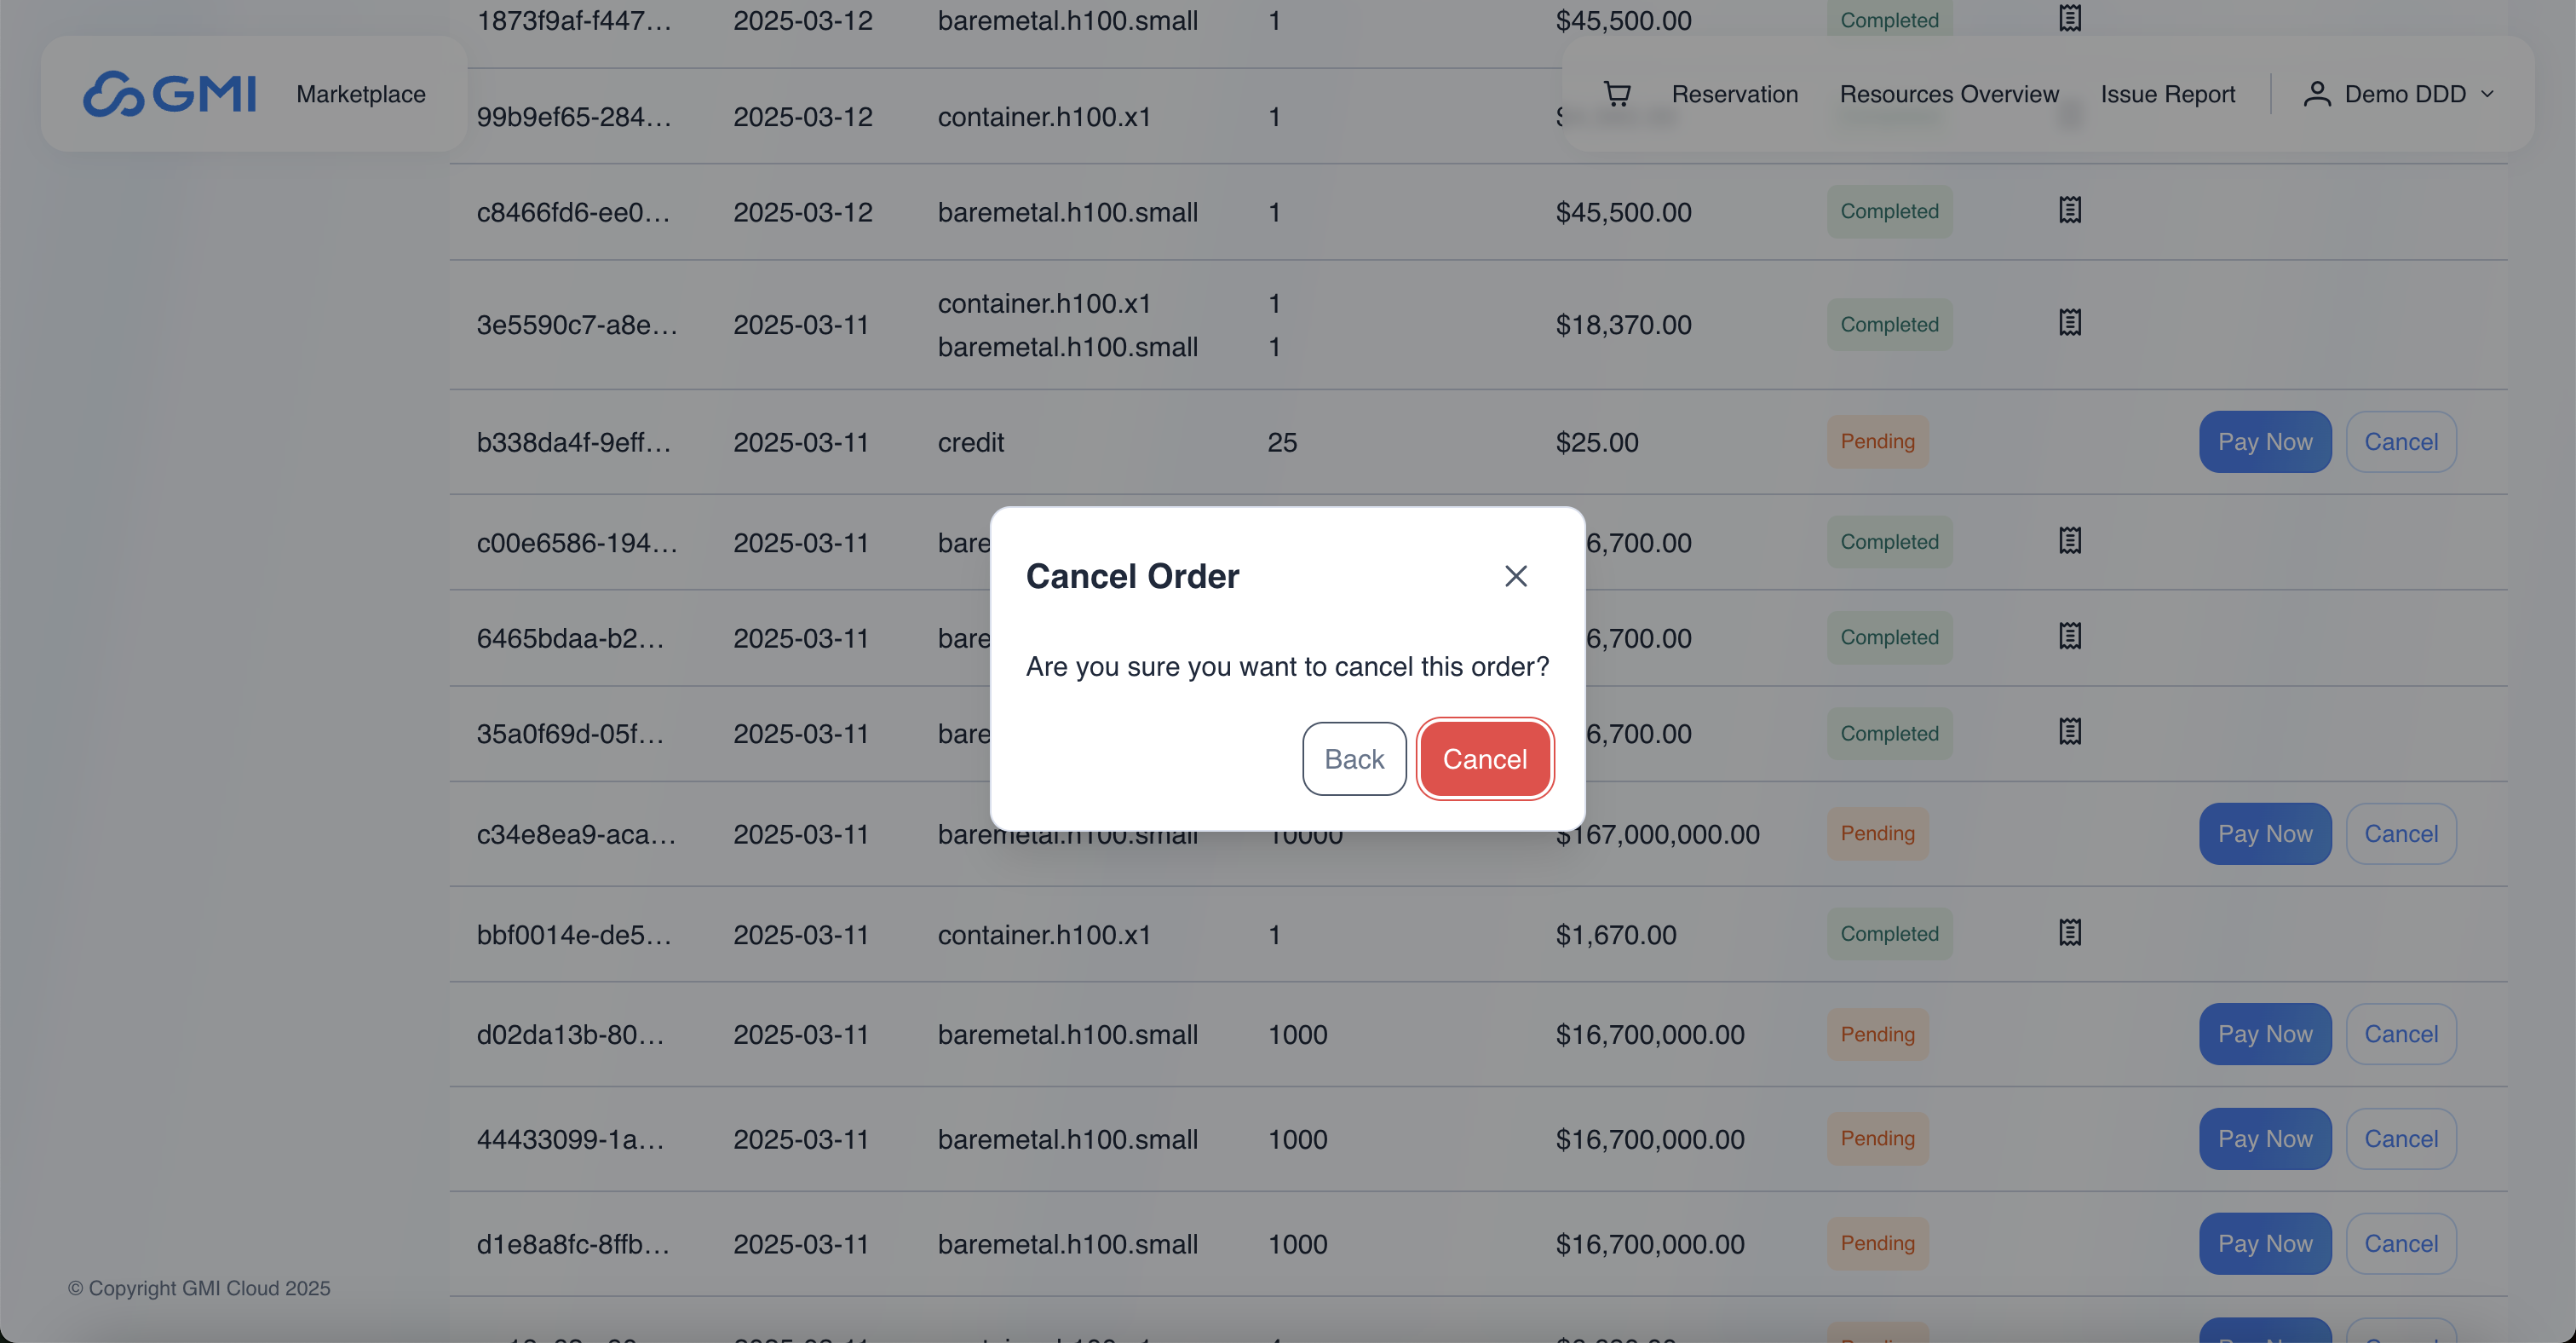 1873f9af-f447... 2025-03-12 baremetal.h100.small 1 $45,500.00 Completed
GMI Marketplace Reservation Resources Overview Issue Report Demo DDD
99b9ef65-284... 2025-03-12 container.h100.x1 1
c8466fd6-ee0... 2025-03-12 baremetal.h100.small 1 $45,500.00 Completed
container.h100.x1 1
3e5590c7-a8e... 2025-03-11 $18,370.00 Completed
baremetal.h100.small 1
b338da4f-9eff... 2025-03-11 credit 25 $25.00 Pending Pay Now Cancel
c00e6586-194... 2025-03-11 bare 6,700.00 Completed
Cancel Order
6465bdaa-b2... 2025-03-11 bare 6,700.00 Completed
Are you sure you want to cancel this order?
35a0f69d-05f... 2025-03-11 bare 6,700.00 Completed
Back Cancel
c34e8ea9-aca... 2025-03-11 baremetal.h100.small 10000 $167,000,000.00 Pending Pay Now Cancel
bbf0014e-de5... 2025-03-11 container.h100.x1 1 $1,670.00 Completed
d02da13b-80... 2025-03-11 baremetal.h100.small 1000 $16,700,000.00 Pending Pay Now Cancel
44433099-1a... 2025-03-11 baremetal.h100.small 1000 $16,700,000.00 Pending Pay Now Cancel
d1e8a8fc-8ffb... 2025-03-11 baremetal.h100.small 1000 $16,700,000.00 Pending Pay Now Cancel
© Copyright GMI Cloud 2025